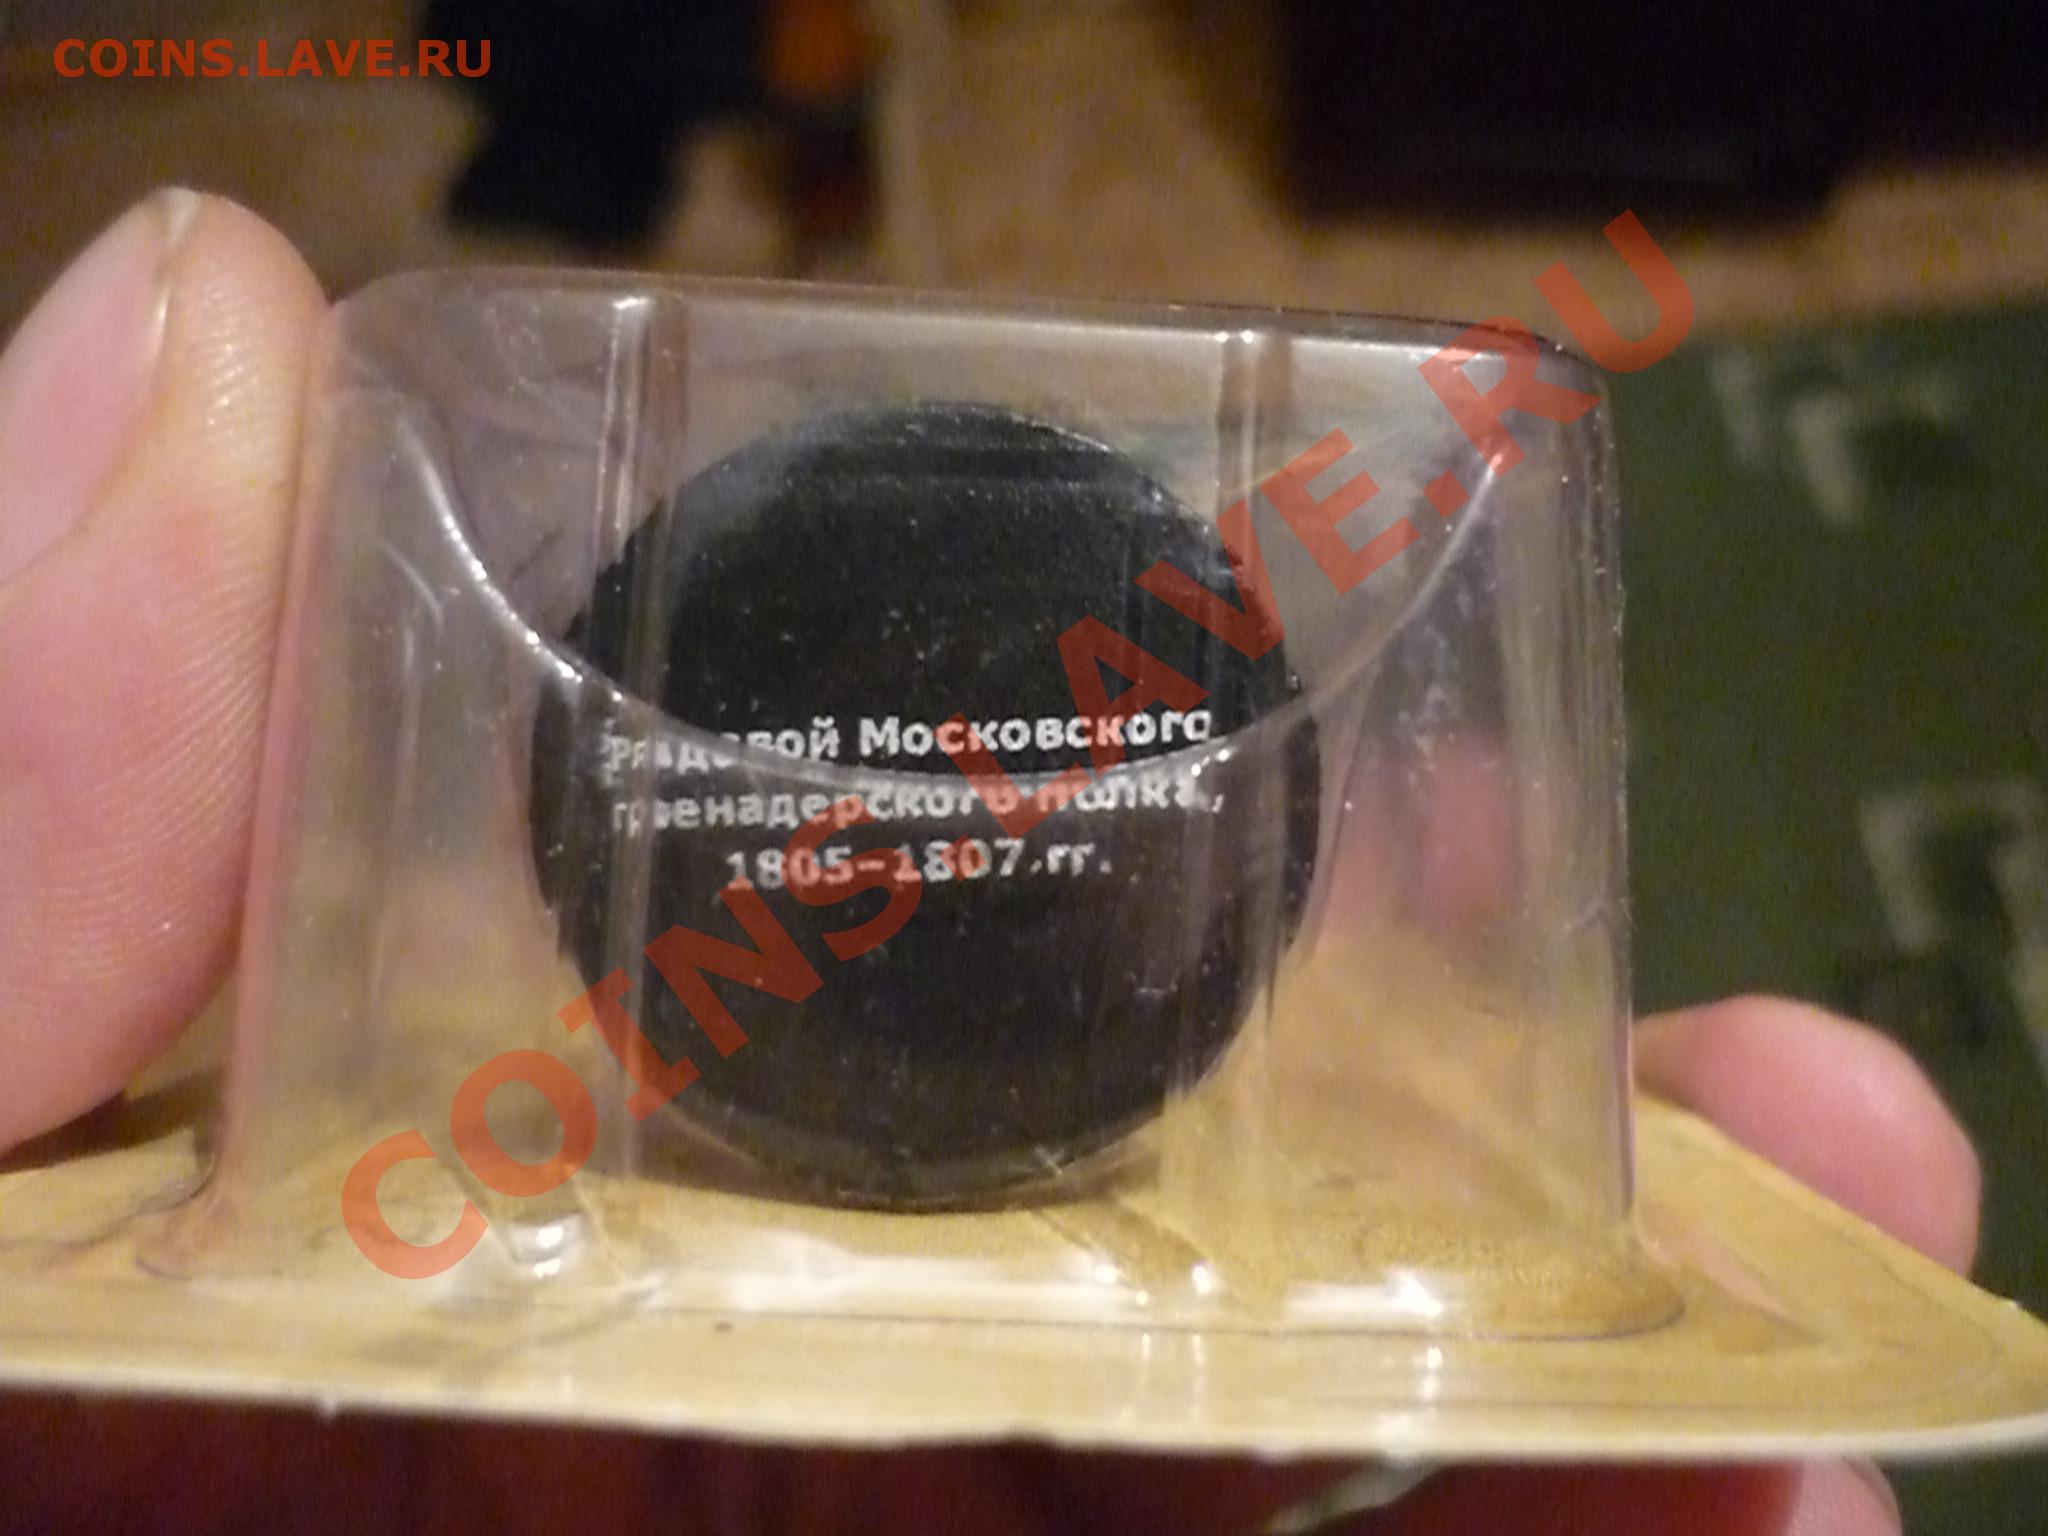 COINS.LAVE.RU
Рядовой Московского
гренадерского полка,
1805-1807 гг.
COINS.LAVE.RU